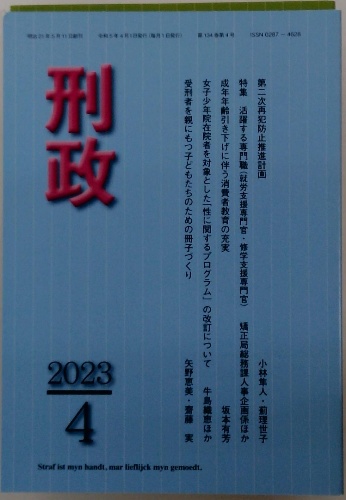 令和5年4月1日発行(毎月1回発行)
第134巻第4号
ISSN 0287-4628
刑政
第二次再犯防止推進計画 小林隼人・前澤世子
特集 活躍する専門職(就労支援専門官・修学支援専門官) 矯正局総務課人事企画係ほか
成年年齢引き下げに伴う消費者教育の充実 坂本有芳
女子少年院在院者を対象とした「性に関するプログラム」の改訂について 牛島織恵ほか
受刑者を親にもつ子どもたちのための冊子づくり 矢野恵美・齋藤 実
2023
4
Straf ist myn handt, mar lieflijck myn gemoedt.